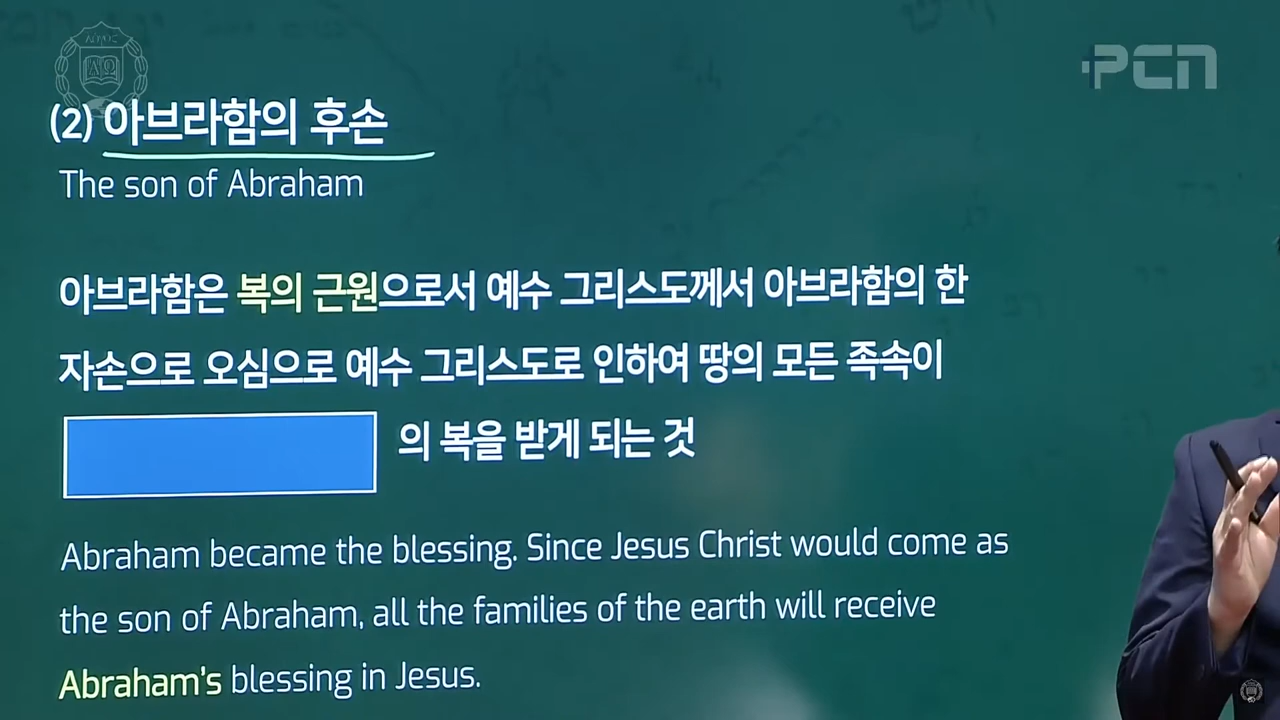 PCN
(2) 아브라함의 후손
The son of Abraham
아브라함은 복의 근원으로서 예수 그리스도께서 아브라함의 한
자손으로 오심으로 예수 그리스도로 인하여 땅의 모든 족속이
의 복을 받게 되는 것
Abraham became the blessing. Since Jesus Christ would come as
the son of Abraham, all the families of the earth will receive
Abraham's blessing in Jesus.